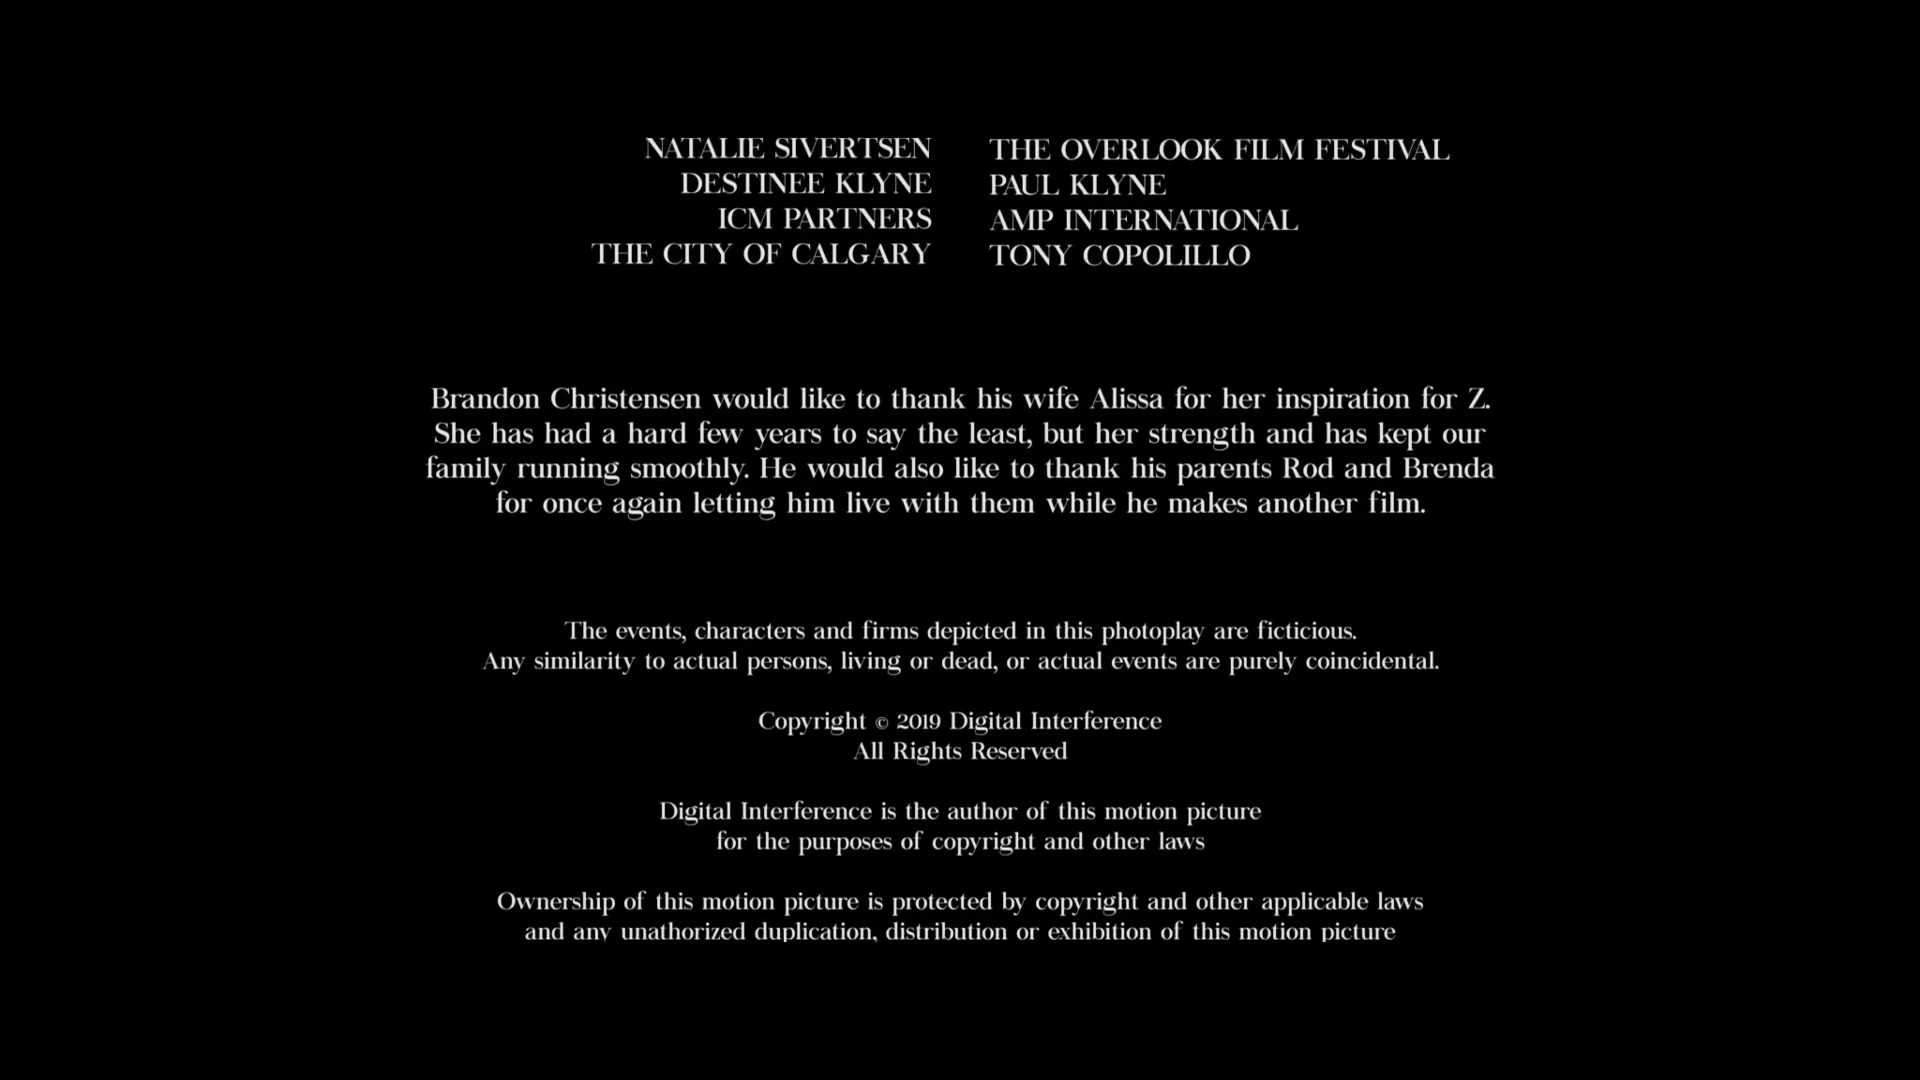 NATALIE SIVERTSEN THE OVERLOOK FILM FESTIVAL
DESTINEE KLYNE PAUL KLYNE
ICM PARTNERS AMP INTERNATIONAL
THE CITY OF CALGARY TONY COPOLILLO
Brandon Christensen would like to thank his wife Alissa for her inspiration for Z.
She has had a hard few years to say the least, but her strength and has kept our
family running smoothly. He would also like to thank his parents Rod and Brenda
for once again letting him live with them while he makes another film.
The events, characters and firms depicted in this photoplay are ficticious.
Any similarity to actual persons, living or dead, or actual events are purely coincidental.
Copyright © 2019 Digital Interference
All Rights Reserved
Digital Interference is the author of this motion picture
for the purposes of copyright and other laws
Ownership of this motion picture is protected by copyright and other applicable laws
and any unathorized duplication, distribution or exhibition of this motion picture